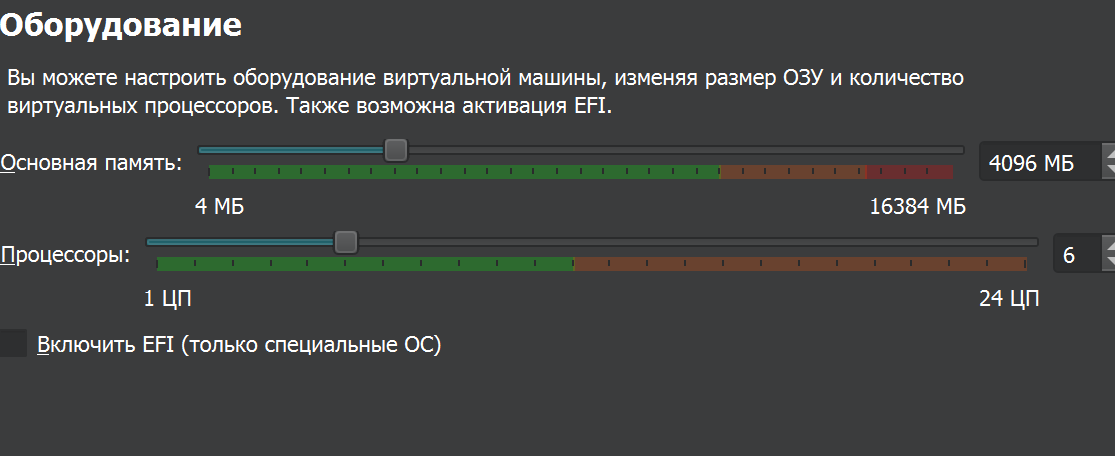 Оборудование
Вы можете настроить оборудование виртуальной машины, изменяя размер ОЗУ и количество
виртуальных процессоров. Также возможна активация EFI.
Основная память: 4096 МБ
4 МБ 16384 МБ
Процессоры: 6
1 ЦП 24 ЦП
Включить EFI (только специальные ОС)